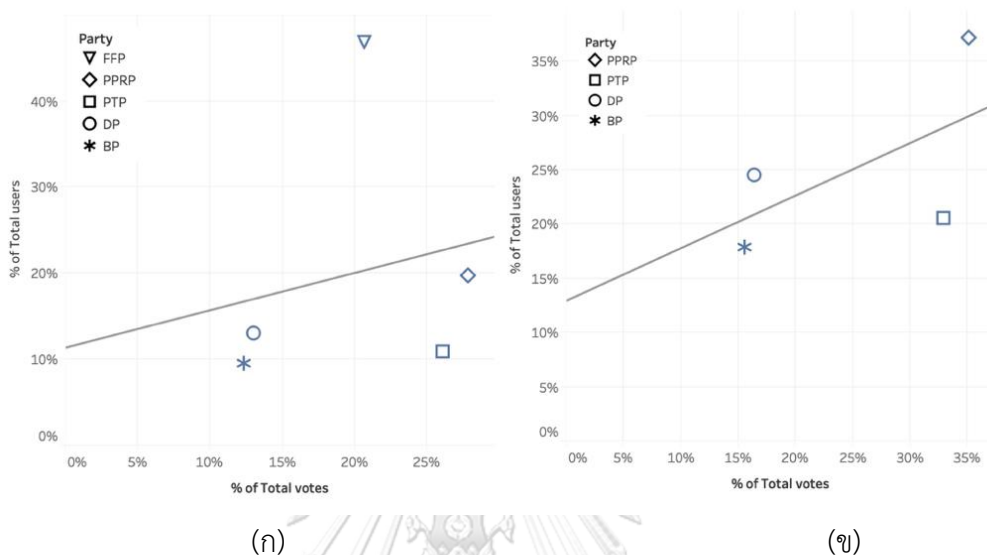 Party
FFP
PPRP
PTP
DP
BP
% of Total users
40%
30%
20%
10%
0%
0% 5% 10% 15% 20% 25%
% of Total votes
(ก)
Party
PPRP
PTP
DP
BP
% of Total users
35%
30%
25%
20%
15%
10%
5%
0%
0% 5% 10% 15% 20% 25% 30% 35%
% of Total votes
(ข)